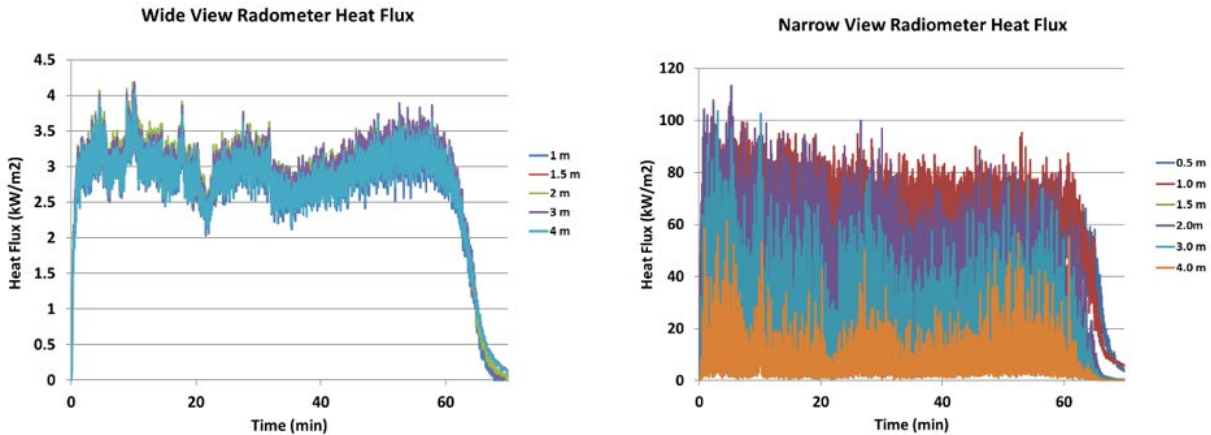 Wide View Radometer Heat Flux
4.5
4
3.5
3
2.5
2
1.5
1
0.5
0
Heat Flux (kW/m2)
0
20
40
60
Time (min)
1 m
1.5 m
2 m
3 m
4 m
Narrow View Radiometer Heat Flux
120
100
80
60
40
20
0
Heat Flux (kW/m2)
0
20
40
60
Time (min)
0.5 m
1.0 m
1.5 m
2.0m
3.0 m
4.0 m